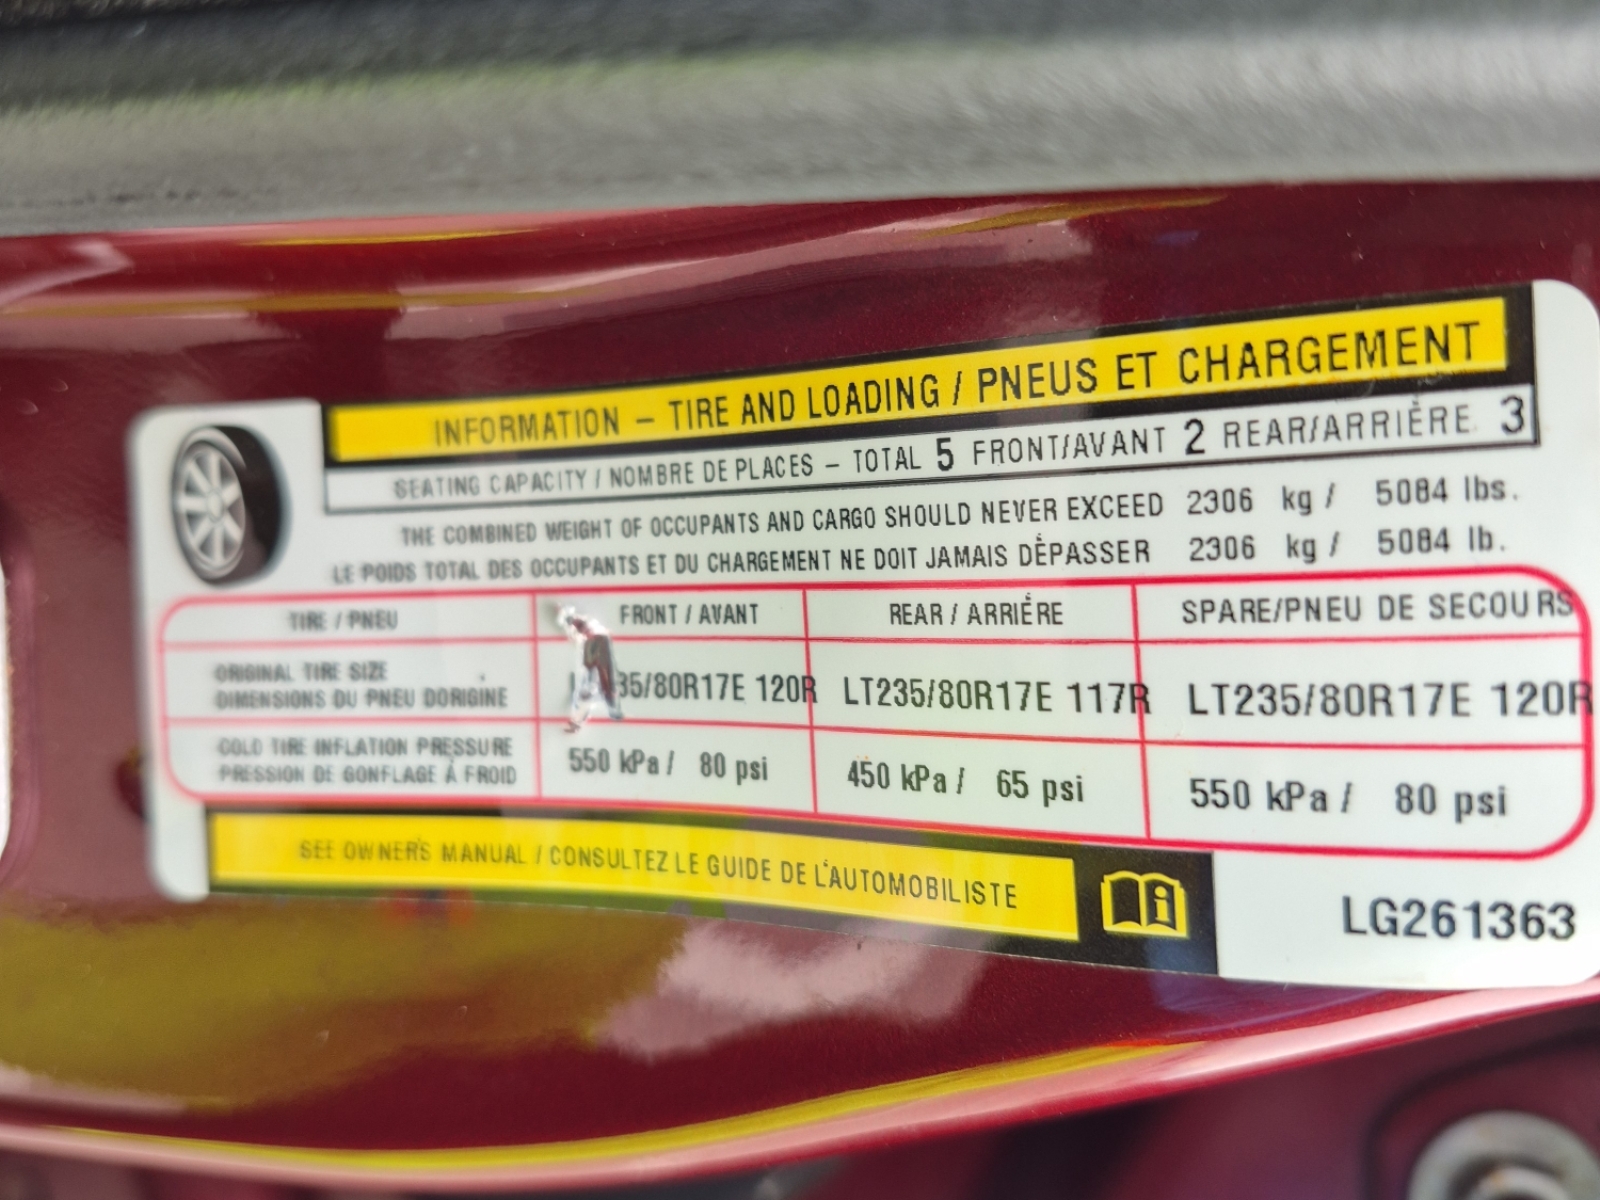 INFORMATION – TIRE AND LOADING / PNEUS ET CHARGEMENT
SEATING CAPACITY / NOMBRE DE PLACES – TOTAL 5 FRONT/AVANT 2 REAR/ARRIÈRE 3
THE COMBINED WEIGHT OF OCCUPANTS AND CARGO SHOULD NEVER EXCEED 2306 kg / 5084 lbs.
LE POIDS TOTAL DES OCCUPANTS ET DU CHARGEMENT NE DOIT JAMAIS DÉPASSER 2306 kg / 5084 lb.
TIRE / PNEU FRONT / AVANT REAR / ARRIÈRE SPARE/PNEU DE SECOURS
ORIGINAL TIRE SIZE
DIMENSIONS DU PNEU DORIGINE 35/80R17E 120R LT235/80R17E 117R LT235/80R17E 120R
COLD TIRE INFLATION PRESSURE
PRESSION DE GONFLAGE À FROID 550 kPa / 80 psi 450 kPa / 65 psi 550 kPa / 80 psi
SEE OWNER'S MANUAL / CONSULTEZ LE GUIDE DE L'AUTOMOBILISTE
LG261363